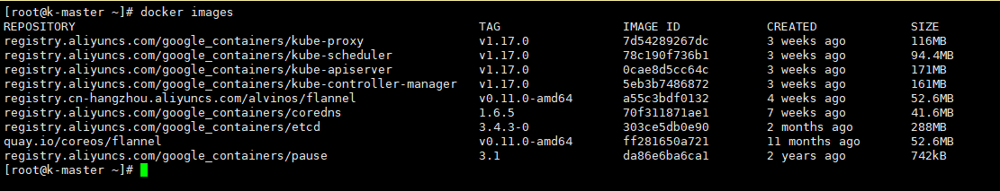 [root@k-master ~]# docker images
REPOSITORY TAG IMAGE ID CREATED SIZE
registry.aliyuncs.com/google_containers/kube-proxy v1.17.0 7d54289267dc 3 weeks ago 116MB
registry.aliyuncs.com/google_containers/kube-scheduler v1.17.0 78c190f736b1 3 weeks ago 94.4MB
registry.aliyuncs.com/google_containers/kube-apiserver v1.17.0 0cae8d5cc64c 3 weeks ago 171MB
registry.aliyuncs.com/google_containers/kube-controller-manager v1.17.0 5eb3b7486872 3 weeks ago 161MB
registry.cn-hangzhou.aliyuncs.com/alvinos/flannel v0.11.0-amd64 a55c3bdf0132 4 weeks ago 52.6MB
registry.aliyuncs.com/google_containers/coredns 1.6.5 70f311871ae1 7 weeks ago 41.6MB
registry.aliyuncs.com/google_containers/etcd 3.4.3-0 303ce5db0e90 2 months ago 288MB
quay.io/coreos/flannel v0.11.0-amd64 ff281650a721 11 months ago 52.6MB
registry.aliyuncs.com/google_containers/pause 3.1 da86e6ba6ca1 2 years ago 742kB
[root@k-master ~]#